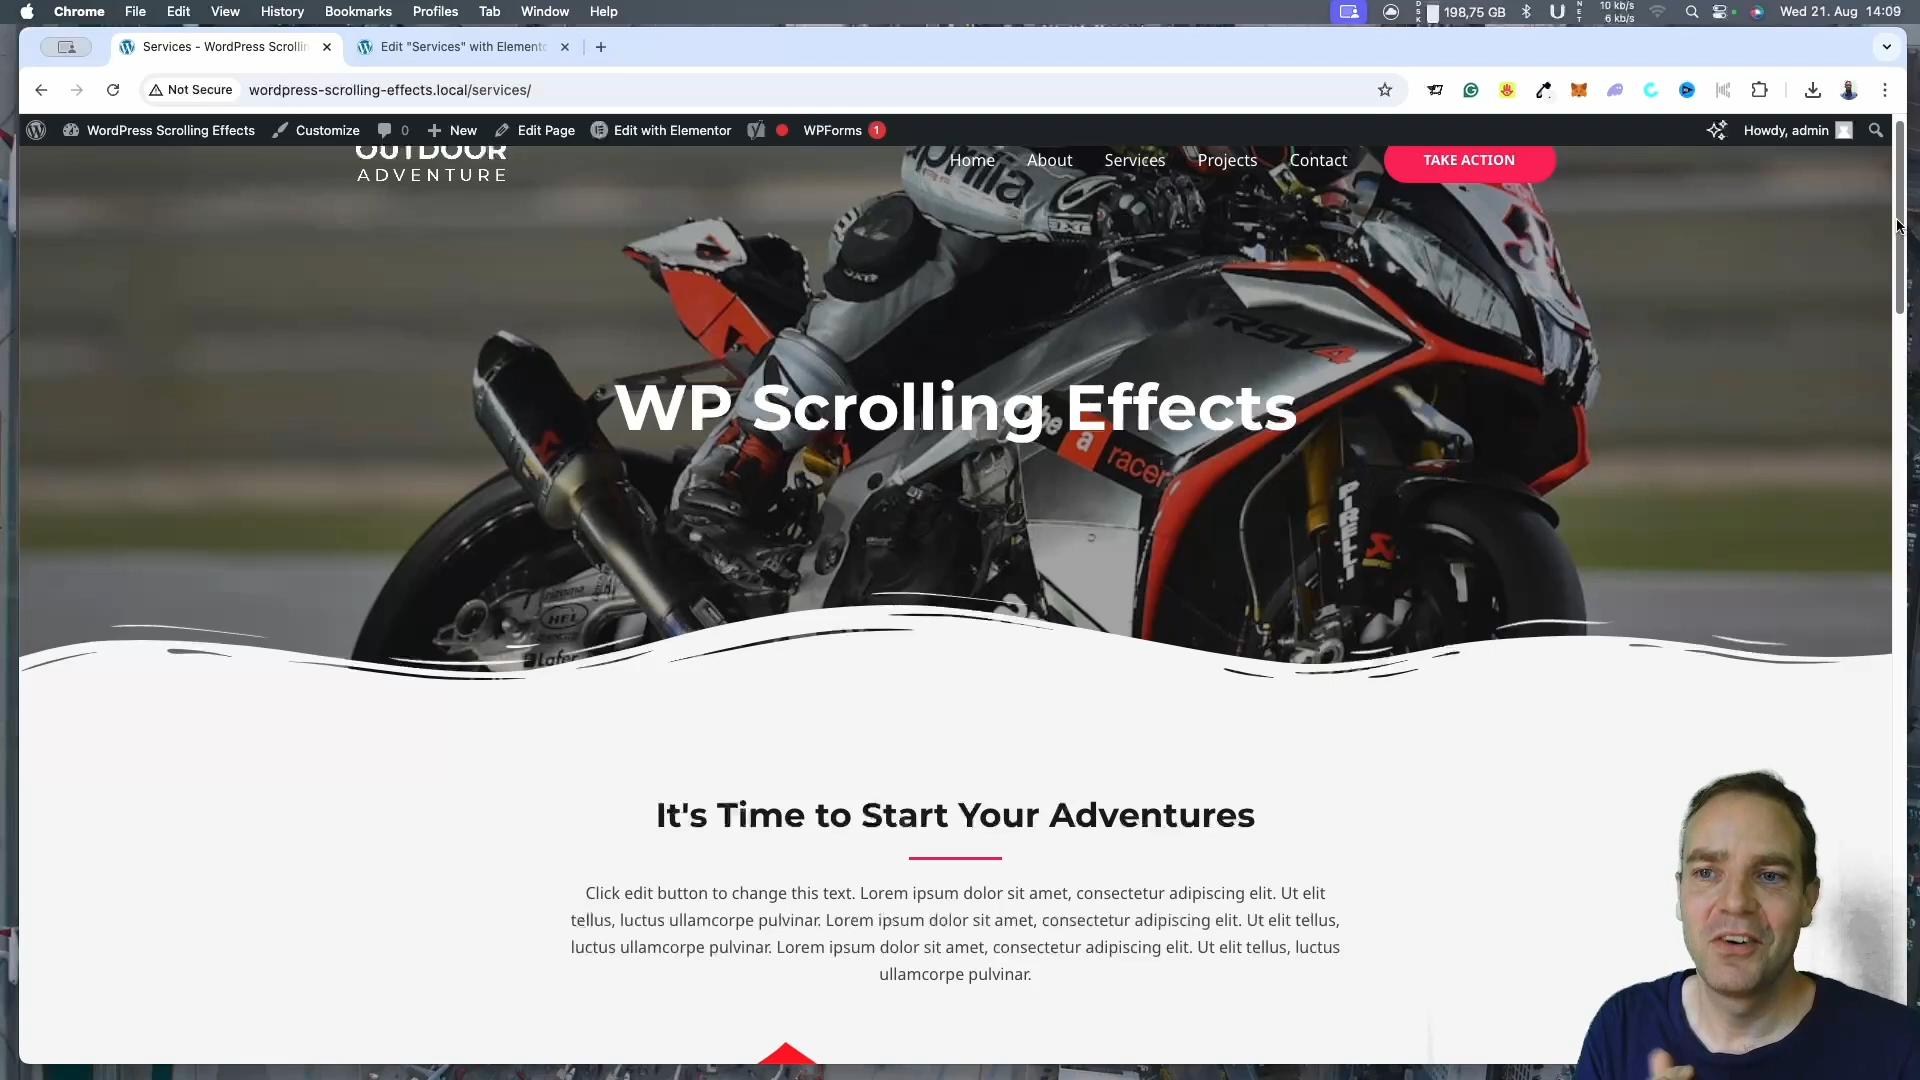 Chrome File Edit View History Bookmarks Profiles Tab Window Help 198,75 GB 10 kb/s 6 kb/s Wed 21. Aug 14:09
Services - WordPress Scrollin Edit "Services" with Elemento
Not Secure wordpress-scrolling-effects.local/services/
WordPress Scrolling Effects Customize 0 New Edit Page Edit with Elementor WPForms 1 Howdy, admin
OUTDOOR
ADVENTURE
Home About Services Projects Contact TAKE ACTION
aprilia
RSV4
WP Scrolling Effects
be a racer
PIRELLI
It's Time to Start Your Adventures
Click edit button to change this text. Lorem ipsum dolor sit amet, consectetur adipiscing elit. Ut elit
tellus, luctus ullamcorpe pulvinar. Lorem ipsum dolor sit amet, consectetur adipiscing elit. Ut elit tellus,
luctus ullamcorpe pulvinar. Lorem ipsum dolor sit amet, consectetur adipiscing elit. Ut elit tellus, luctus
ullamcorpe pulvinar.